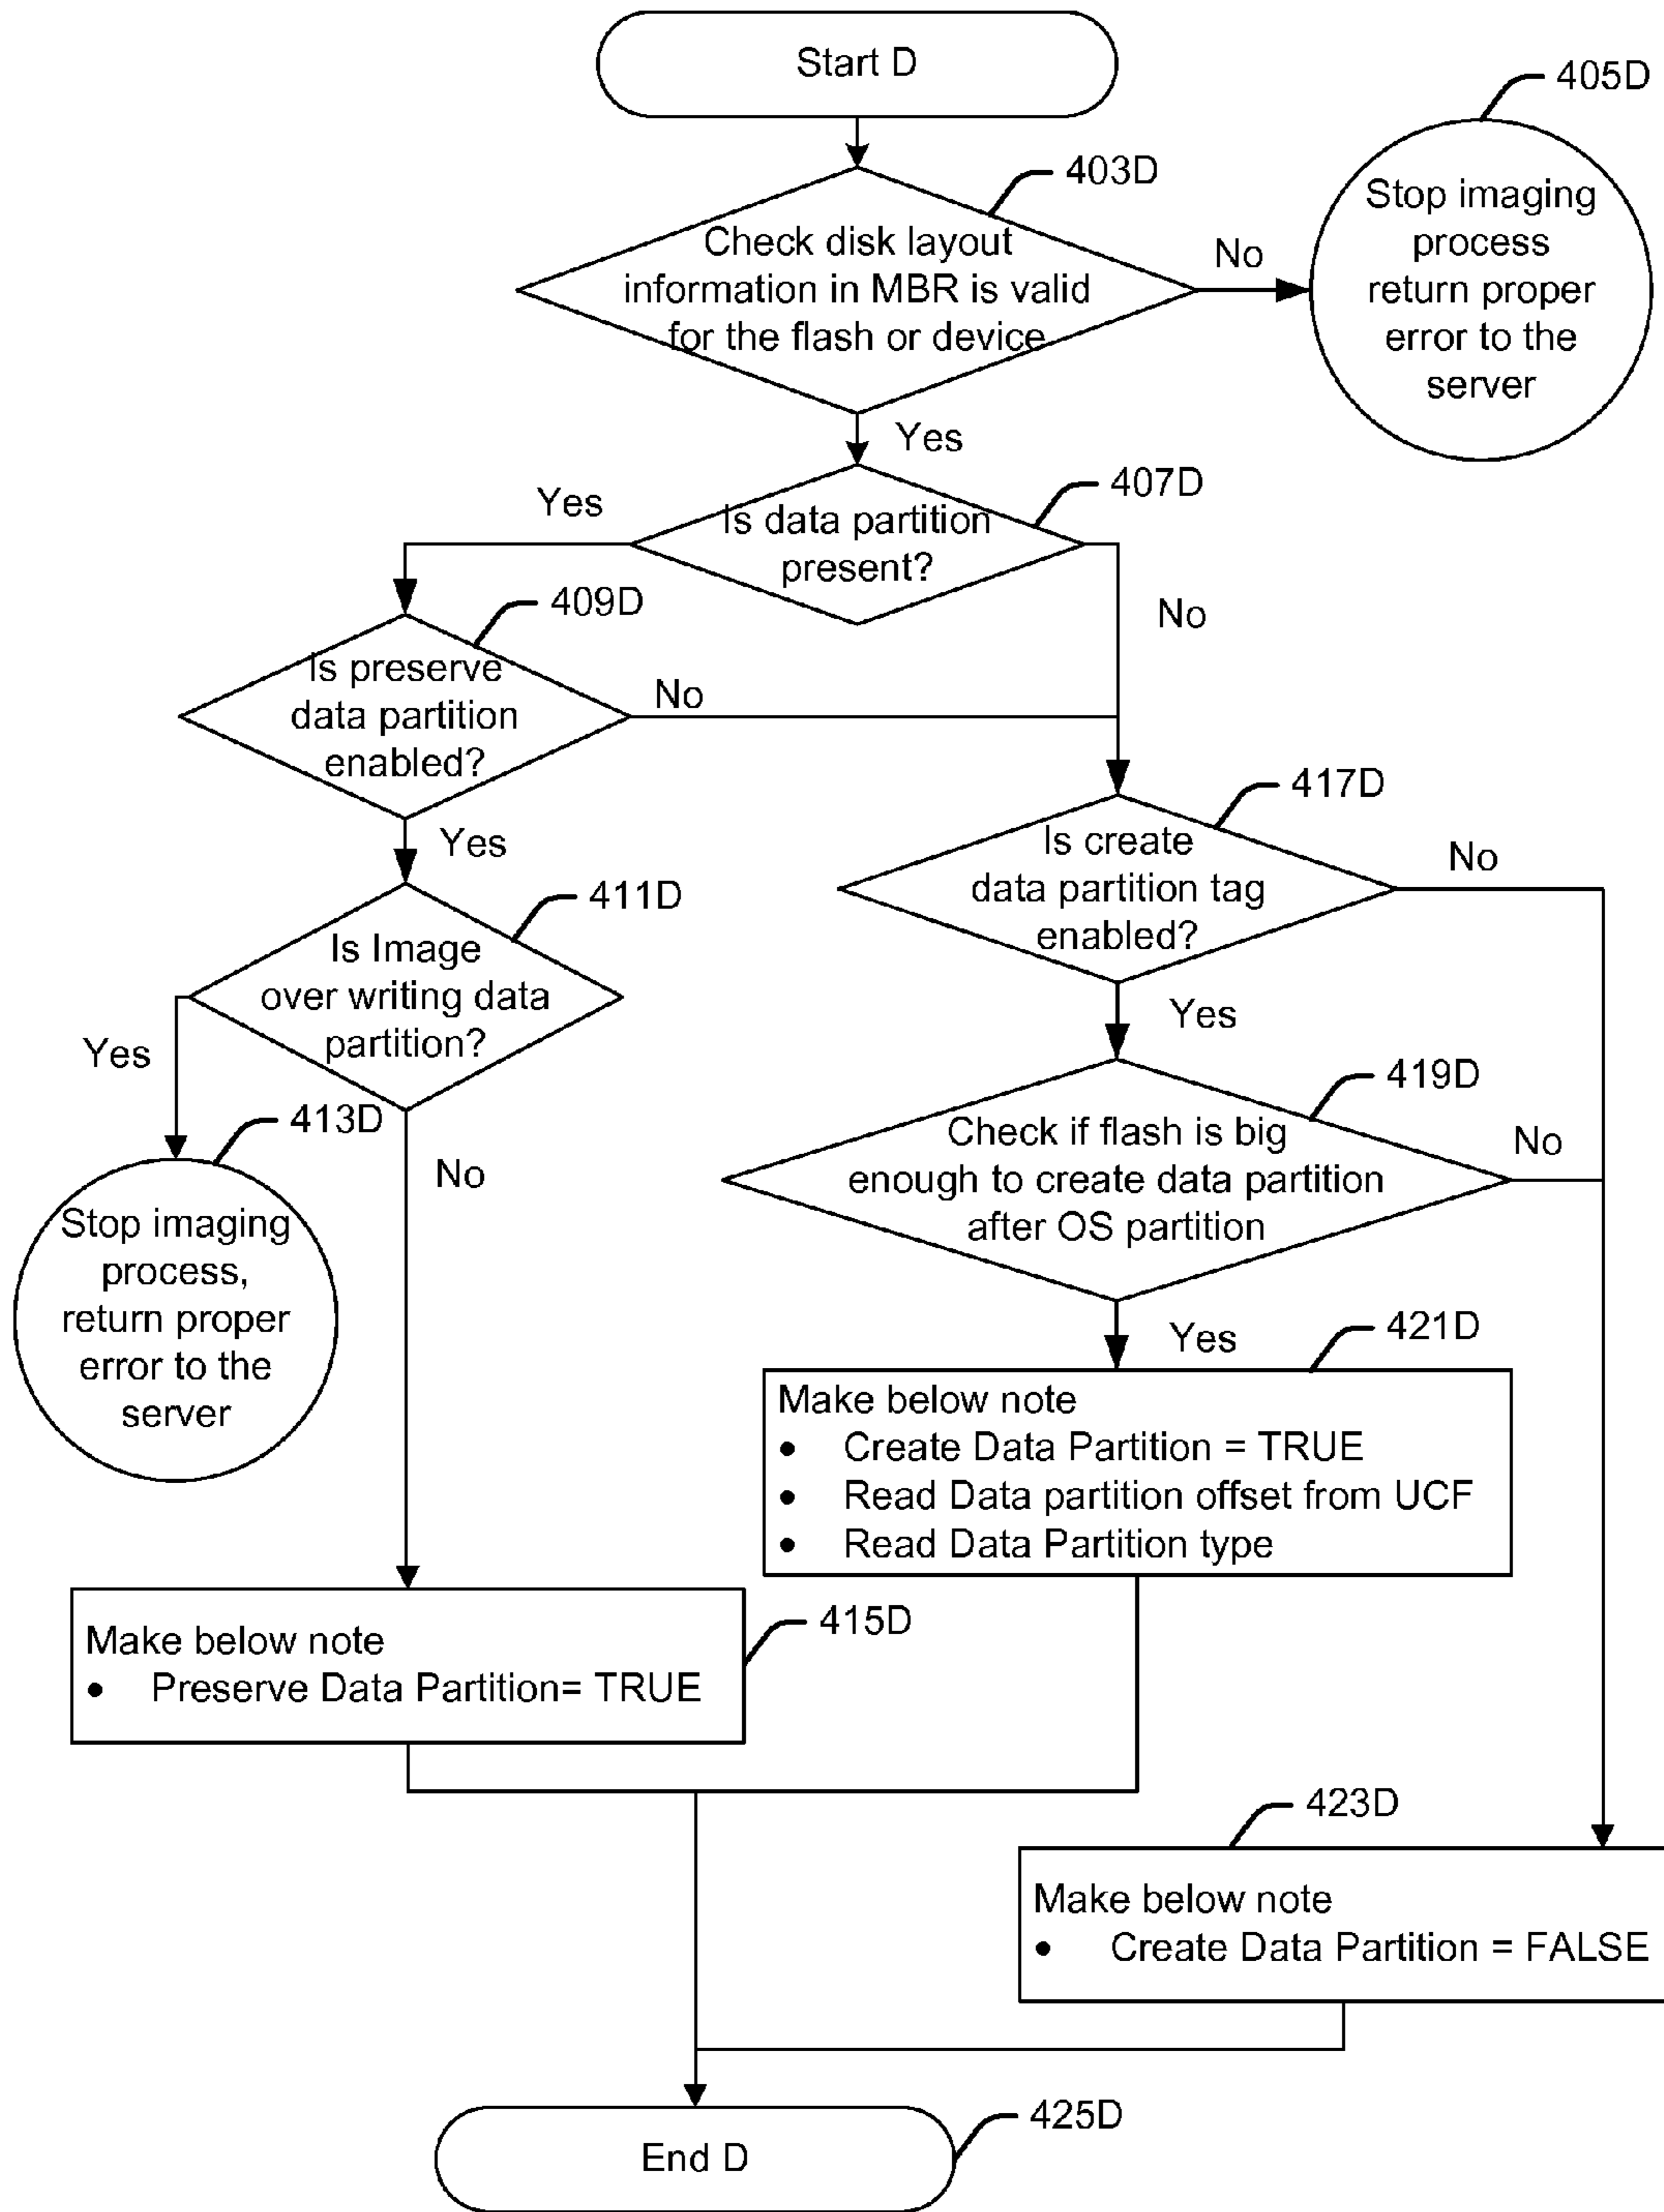 Start D
405D
403D
Stop imaging
process
return proper
error to the
server
Check disk layout
information in MBR is valid
for the flash or device
No
Yes
407D
Yes
Is data partition
present?
409D
No
Is preserve
data partition
enabled?
No
417D
Yes
Is create
data partition tag
enabled?
No
411D
Is Image
over writing data
partition?
Yes
Yes
419D
413D
Check if flash is big
enough to create data partition
after OS partition
No
No
Stop imaging
process,
return proper
error to the
server
Yes
421D
Make below note
• Create Data Partition = TRUE
• Read Data partition offset from UCF
• Read Data Partition type
415D
Make below note
• Preserve Data Partition= TRUE
423D
Make below note
• Create Data Partition = FALSE
425D
End D